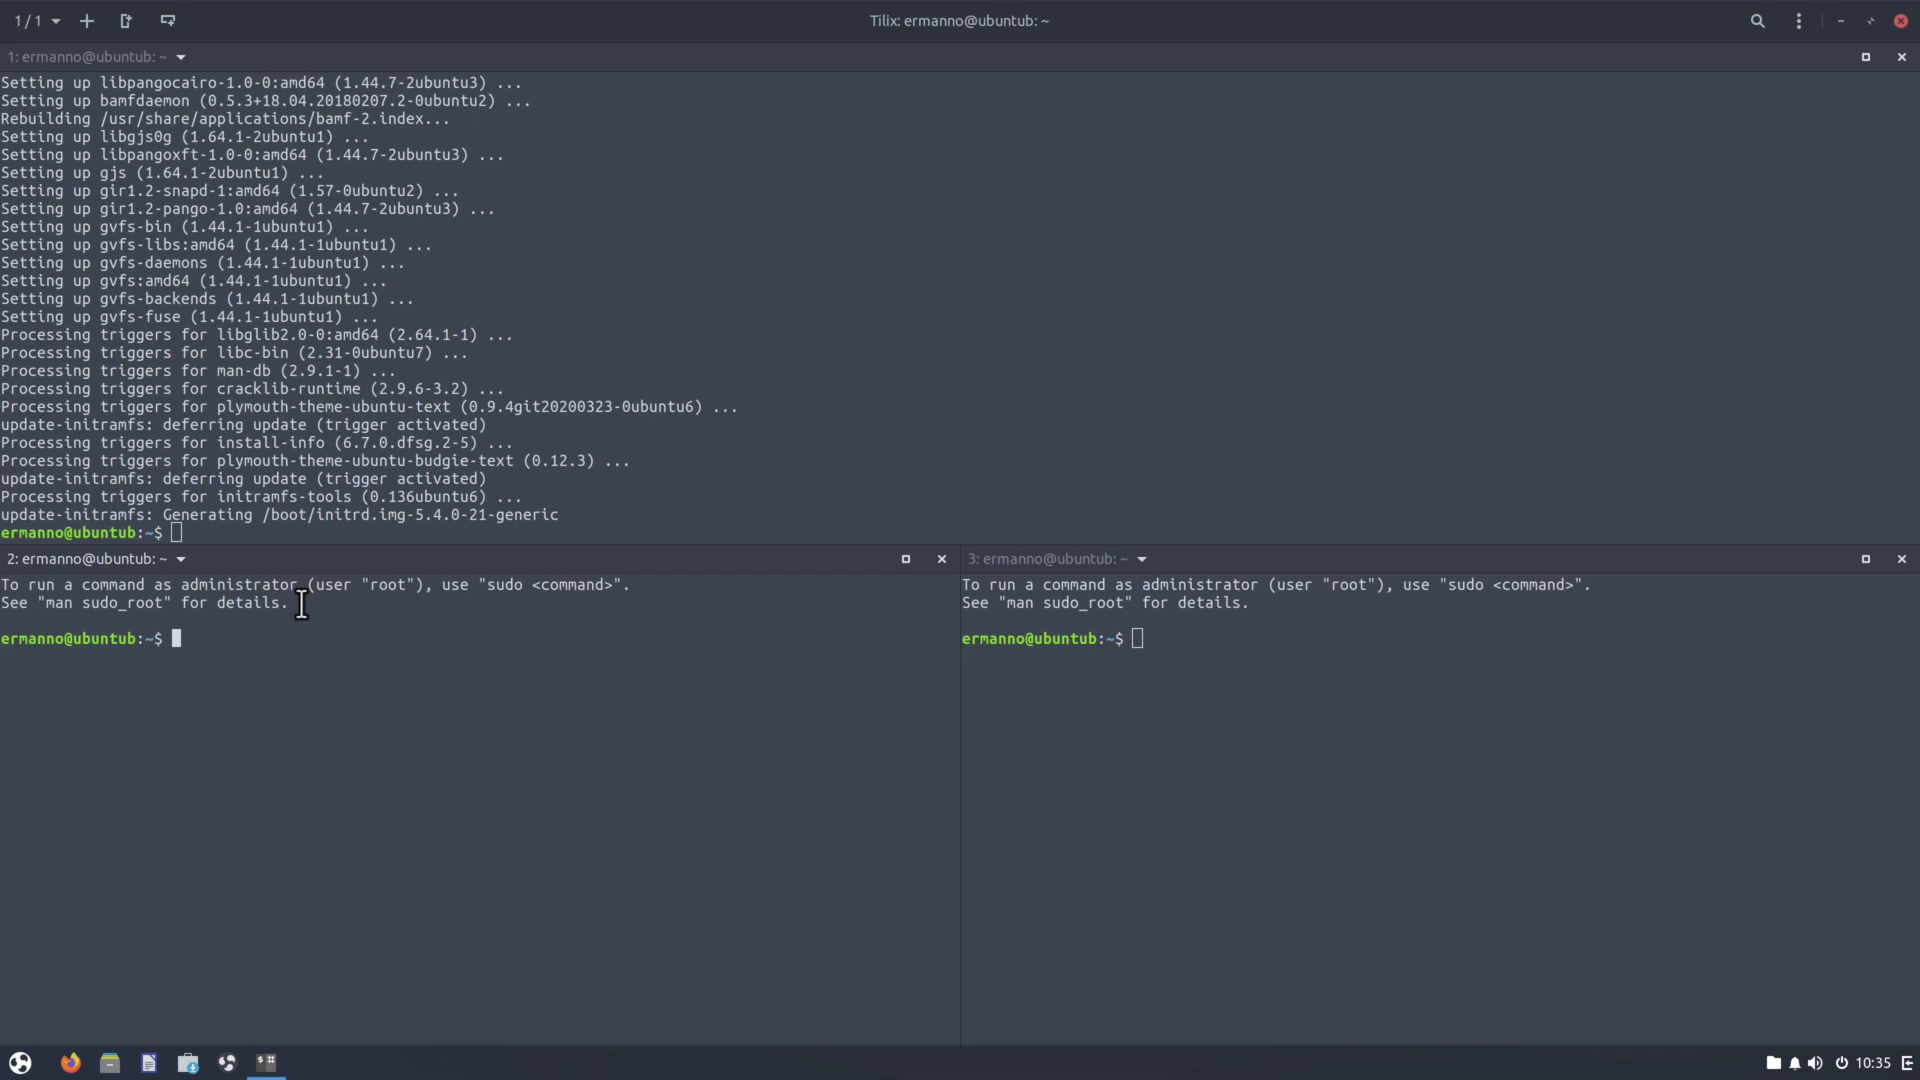 1 / 1
Tilix: ermanno@ubuntub: ~
1: ermanno@ubuntub: ~
Setting up libpangocairo-1.0-0:amd64 (1.44.7-2ubuntu3) ...
Setting up bamfdaemon (0.5.3+18.04.20180207.2-0ubuntu2) ...
Rebuilding /usr/share/applications/bamf-2.index...
Setting up libgjs0g (1.64.1-2ubuntu1) ...
Setting up libpangoxft-1.0-0:amd64 (1.44.7-2ubuntu3) ...
Setting up gjs (1.64.1-2ubuntu1) ...
Setting up gir1.2-snapd-1:amd64 (1.57-0ubuntu2) ...
Setting up gir1.2-pango-1.0:amd64 (1.44.7-2ubuntu3) ...
Setting up gvfs-bin (1.44.1-1ubuntu1) ...
Setting up gvfs-libs:amd64 (1.44.1-1ubuntu1) ...
Setting up gvfs-daemons (1.44.1-1ubuntu1) ...
Setting up gvfs:amd64 (1.44.1-1ubuntu1) ...
Setting up gvfs-backends (1.44.1-1ubuntu1) ...
Setting up gvfs-fuse (1.44.1-1ubuntu1) ...
Processing triggers for libglib2.0-0:amd64 (2.64.1-1) ...
Processing triggers for libc-bin (2.31-0ubuntu7) ...
Processing triggers for man-db (2.9.1-1) ...
Processing triggers for cracklib-runtime (2.9.6-3.2) ...
Processing triggers for plymouth-theme-ubuntu-text (0.9.4git20200323-0ubuntu6) ...
update-initramfs: deferring update (trigger activated)
Processing triggers for install-info (6.7.0.dfsg.2-5) ...
Processing triggers for plymouth-theme-ubuntu-budgie-text (0.12.3) ...
update-initramfs: deferring update (trigger activated)
Processing triggers for initramfs-tools (0.136ubuntu6) ...
update-initramfs: Generating /boot/initrd.img-5.4.0-21-generic
ermanno@ubuntub:~$
2: ermanno@ubuntub: ~
To run a command as administrator (user "root"), use "sudo <command>".
See "man sudo_root" for details.
ermanno@ubuntub:~$
3: ermanno@ubuntub: ~
To run a command as administrator (user "root"), use "sudo <command>".
See "man sudo_root" for details.
ermanno@ubuntub:~$
10:35